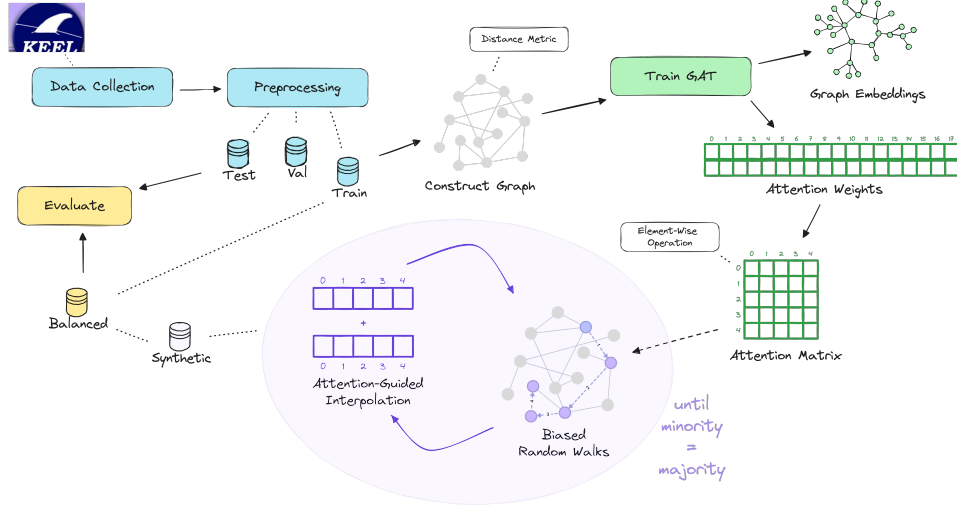 KEEL
Distance Metric
Data Collection
Preprocessing
Train GAT
Graph Embeddings
Test
Val
Train
Construct Graph
0 1 2 3 4 5 6 7 8 9 10 11 12 13 14 15 16 17
Attention Weights
Evaluate
Element-Wise
Operation
0 1 2 3 4
0
1
2
3
4
Attention Matrix
Balanced
Synthetic
0 1 2 3 4
+
0 1 2 3 4
Attention-Guided
Interpolation
Biased
Random Walks
until
minority
=
majority